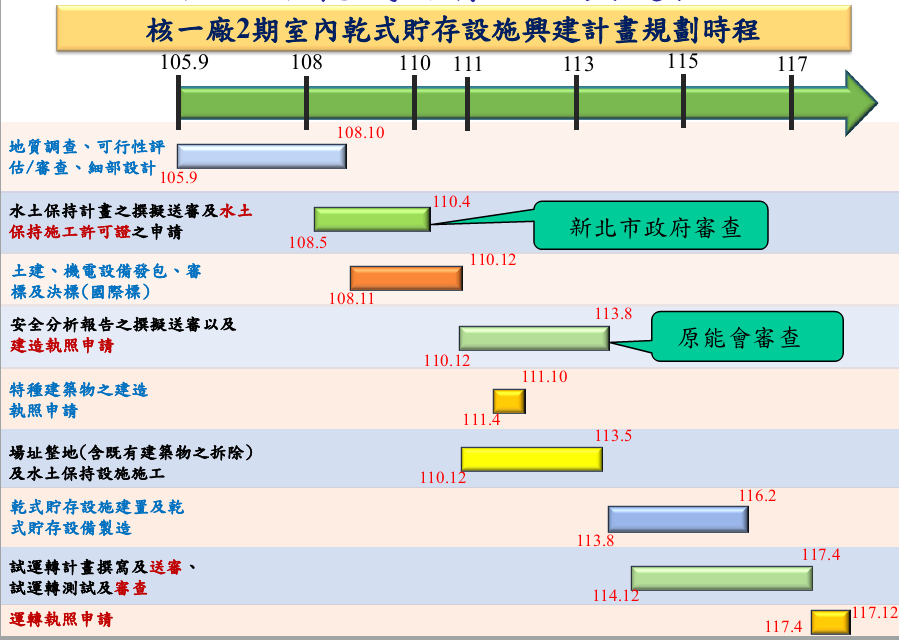 核一廠2期室內乾式貯存設施興建計畫規劃時程
105.9 108 110 111 113 115 117
地質調查、可行性評
估/審查、細部設計
105.9
108.10
水土保持計畫之撰擬送審及水土
保持施工許可證之申請
108.5
110.4
新北市政府審查
土建、機電設備發包、審
標及決標(國際標)
108.11
110.12
安全分析報告之撰擬送審以及
建造執照申請
110.12
113.8
原能會審查
特種建築物之建造
執照申請
111.4
111.10
場址整地(含既有建築物之拆除)
及水土保持設施施工
110.12
113.5
乾式貯存設施建置及乾
式貯存設備製造
113.8
116.2
試運轉計畫撰寫及送審、
試運轉測試及審查
114.12
117.4
運轉執照申請
117.4
117.12